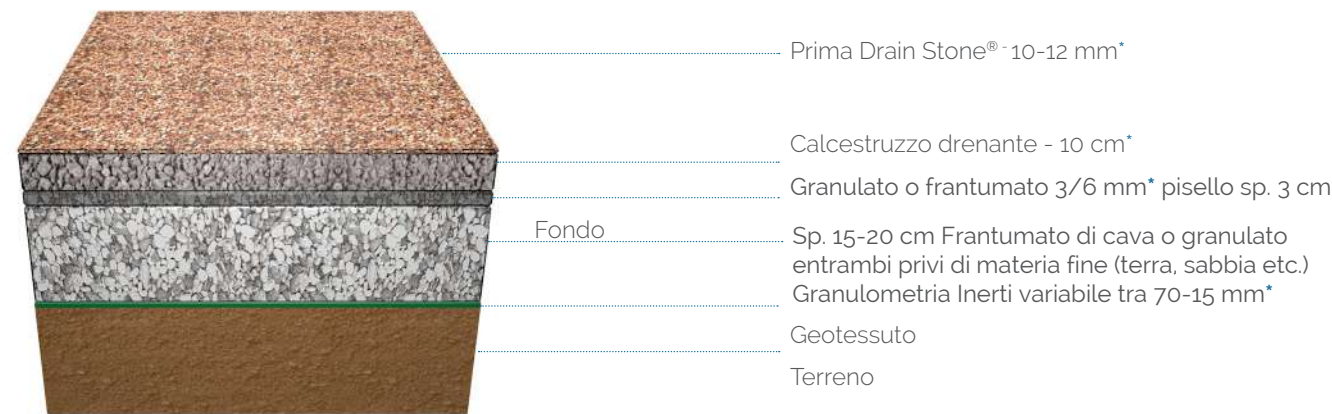 Prima Drain Stone® - 10-12 mm*
Calcestruzzo drenante - 10 cm*
Granulato o frantumato 3/6 mm* pisello sp. 3 cm
Fondo
Sp. 15-20 cm Frantumato di cava o granulato
entrambi privi di materia fine (terra, sabbia etc.)
Granulometria Inerti variabile tra 70-15 mm*
Geotessuto
Terreno